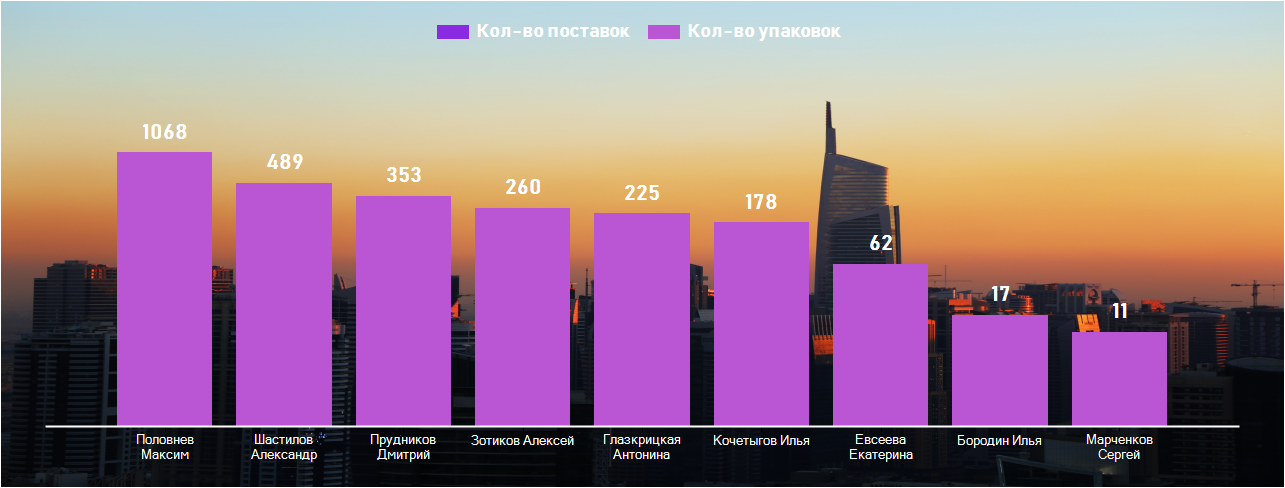 Кол-во поставок Кол-во упаковок
1068
489
353
260
225
178
62
17
11
Половнев
Максим
Шастилов
Александр
Прудников
Дмитрий
Зотиков Алексей
Глазкрицкая
Антонина
Кочетыгов Илья
Евсеева
Екатерина
Бородин Илья
Марченков
Сергей